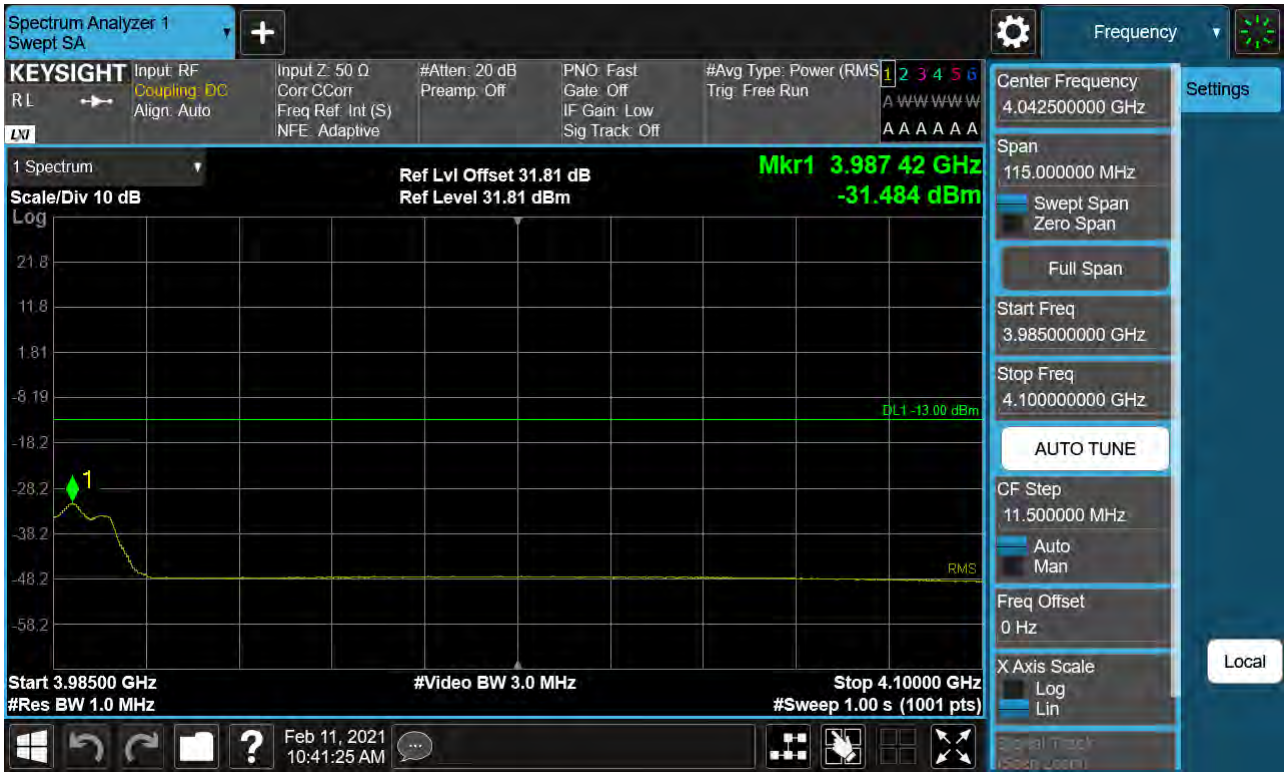 Spectrum Analyzer 1
Swept SA
+
Frequency
KEYSIGHT
RL
LXI
Input: RF
Coupling: DC
Align: Auto
Input Z: 50 Ω
Corr CCorr
Freq Ref: Int (S)
NFE: Adaptive
#Atten: 20 dB
Preamp: Off
PNO: Fast
Gate: Off
IF Gain: Low
Sig Track: Off
#Avg Type: Power (RMS
Trig: Free Run
1 2 3 4 5 6
A W W W W W
A A A A A A
1 Spectrum
Scale/Div 10 dB
Ref Lvl Offset 31.81 dB
Ref Level 31.81 dBm
Mkr1 3.987 42 GHz
-31.484 dBm
Log
21.8
11.8
1.81
-8.19
DL1 -13.00 dBm
-18.2
1
-28.2
-38.2
RMS
-48.2
-58.2
Start 3.98500 GHz
#Video BW 3.0 MHz
Stop 4.10000 GHz
#Res BW 1.0 MHz
#Sweep 1.00 s (1001 pts)
Center Frequency
4.042500000 GHz
Settings
Span
115.000000 MHz
Swept Span
Zero Span
Full Span
Start Freq
3.985000000 GHz
Stop Freq
4.100000000 GHz
AUTO TUNE
CF Step
11.500000 MHz
Auto
Man
Freq Offset
0 Hz
X Axis Scale
Log
Lin
Signal Track
(Span Zoom)
Local
?
Feb 11, 2021
10:41:25 AM